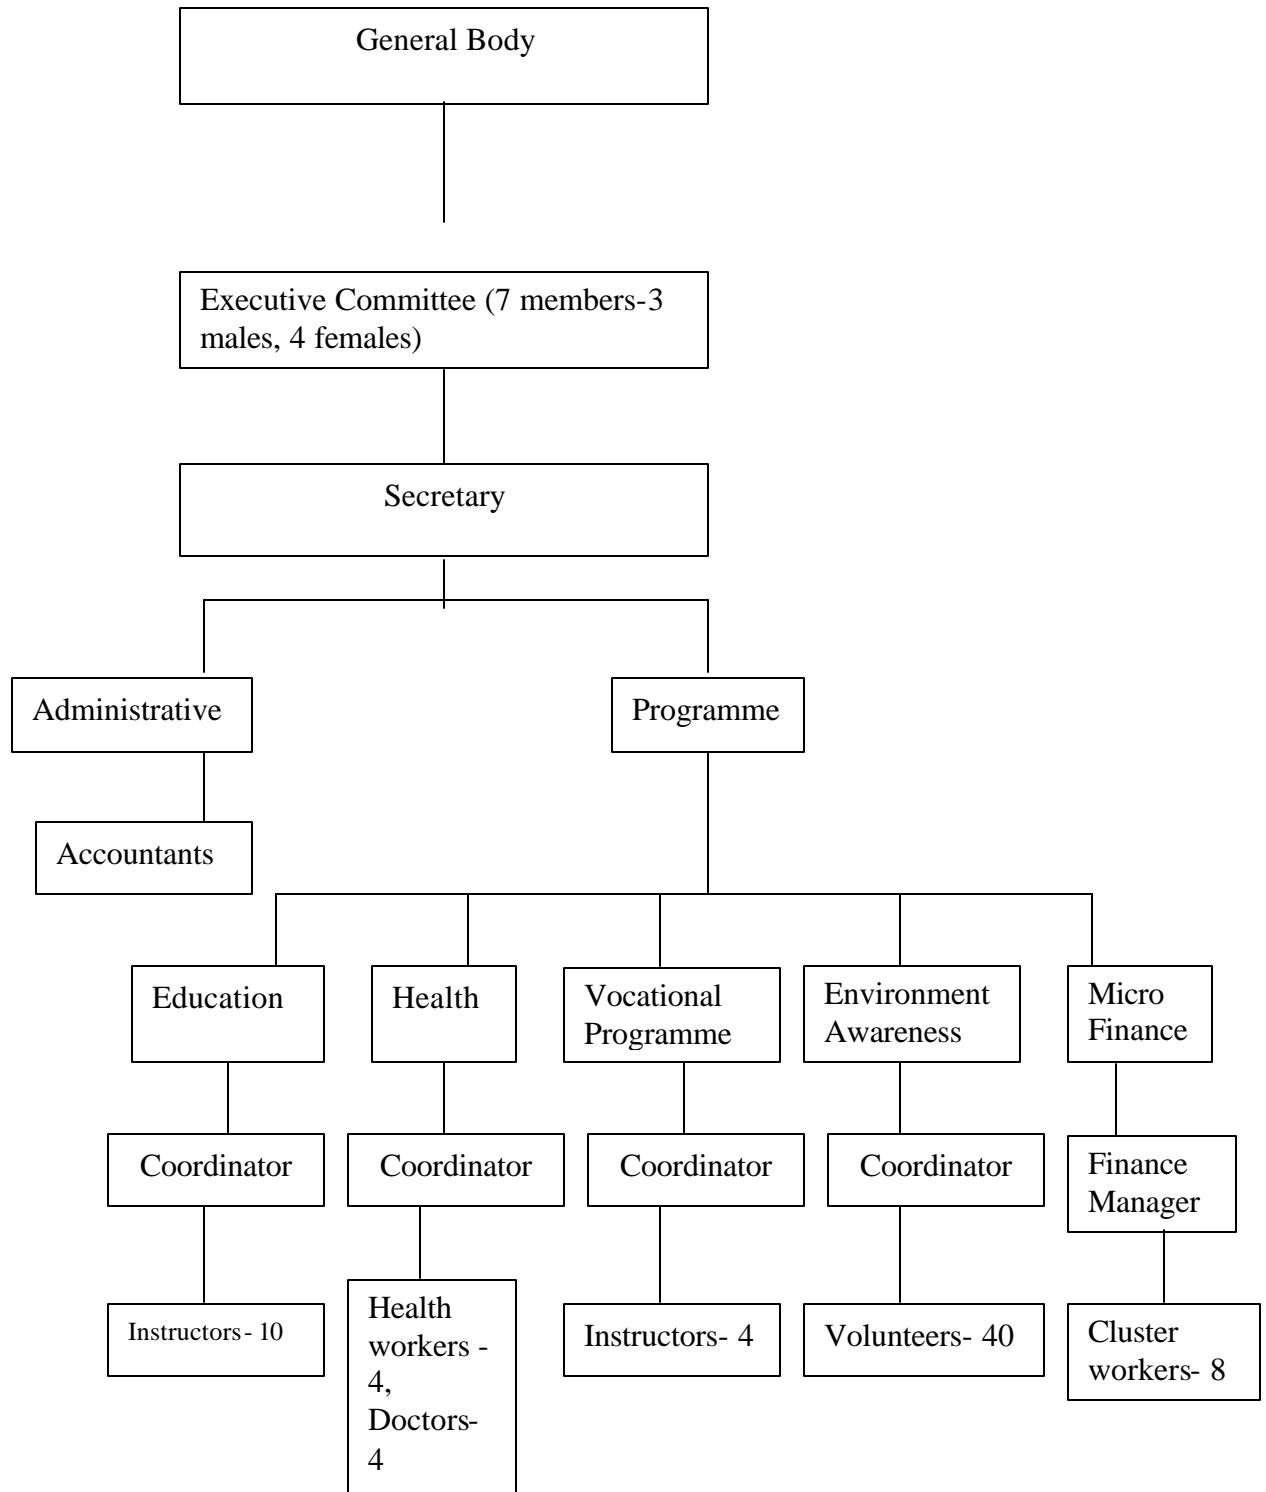 General Body
Executive Committee (7 members-3
males, 4 females)
Secretary
Administrative
Programme
Accountants
Education
Health
Vocational
Programme
Environment
Awareness
Micro
Finance
Coordinator
Coordinator
Coordinator
Coordinator
Finance
Manager
Instructors- 10
Health
workers -
4,
Doctors-
4
Instructors- 4
Volunteers- 40
Cluster
workers- 8